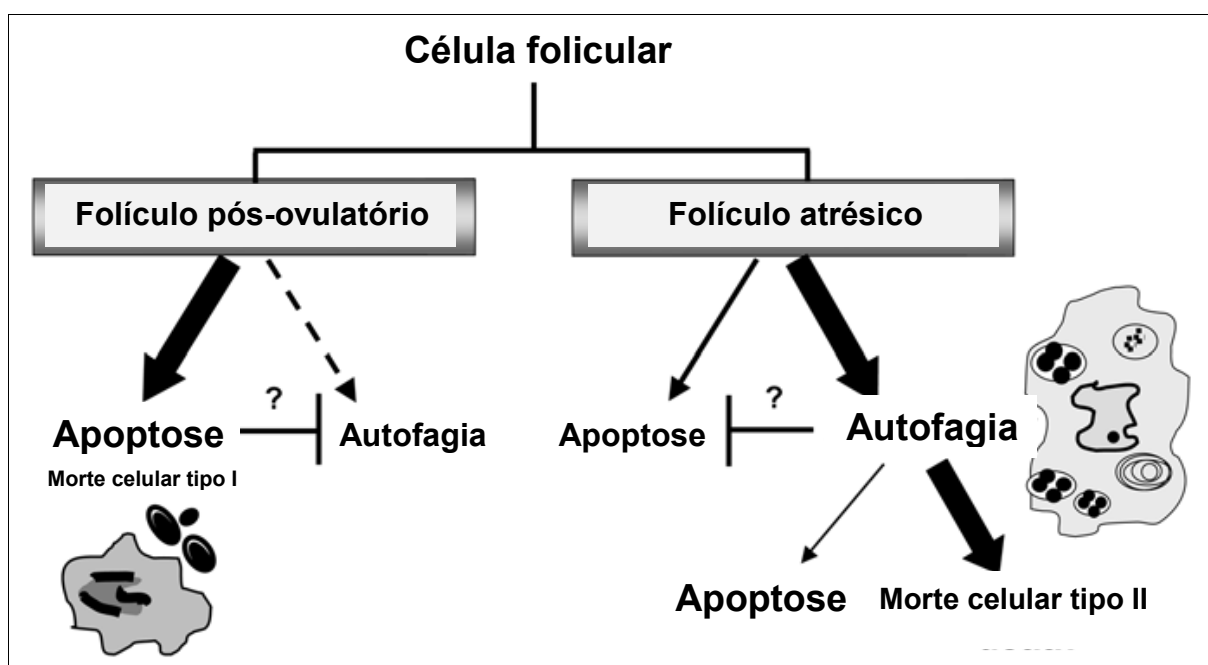 Célula folicular
Folículo pós-ovulatório
Folículo atrésico
?
Apoptose
Autofagia
Morte celular tipo I
?
Apoptose
Autofagia
Apoptose
Morte celular tipo II